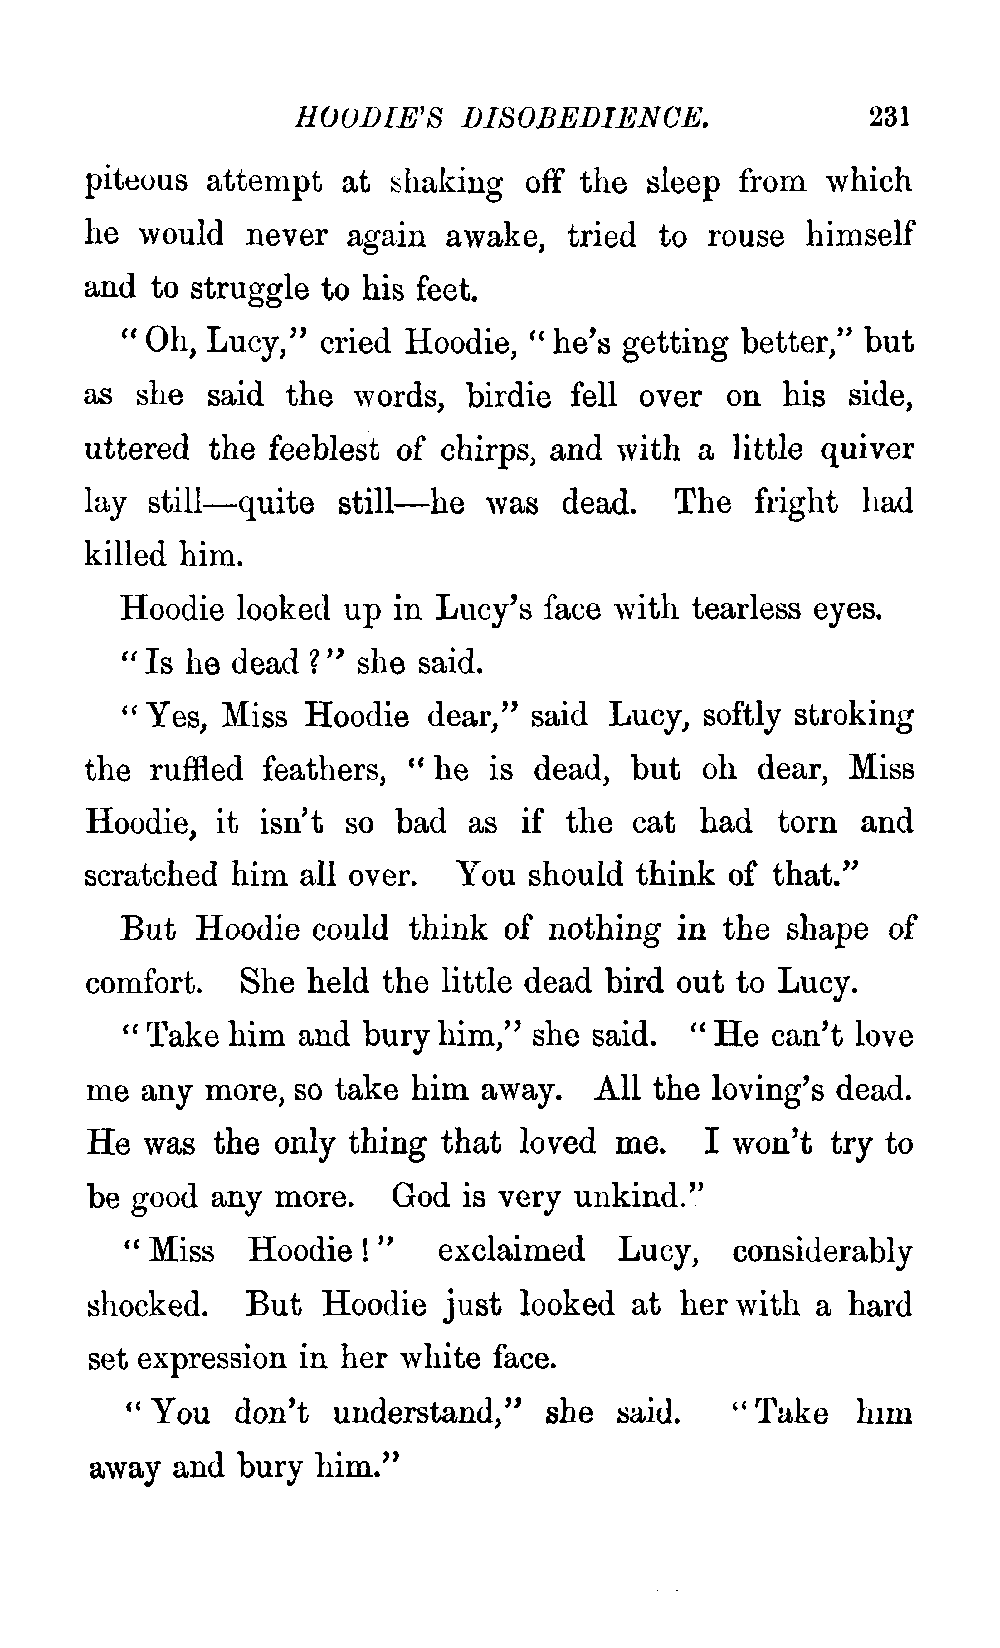 HOODIE'S DISOBEDIENCE. 231
piteous attempt at shaking off the sleep from which
he would never again awake, tried to rouse himself
and to struggle to his feet.
“Oh, Lucy,” cried Hoodie, “he’s getting better,” but
as she said the words, birdie fell over on his side,
uttered the feeblest of chirps, and with a little quiver
lay still—quite still—he was dead. The fright had
killed him.
Hoodie looked up in Lucy’s face with tearless eyes.
“Is he dead?” she said.
“Yes, Miss Hoodie dear,” said Lucy, softly stroking
the ruffled feathers, “he is dead, but oh dear, Miss
Hoodie, it isn’t so bad as if the cat had torn and
scratched him all over. You should think of that.”
But Hoodie could think of nothing in the shape of
comfort. She held the little dead bird out to Lucy.
“Take him and bury him,” she said. “He can’t love
me any more, so take him away. All the loving’s dead.
He was the only thing that loved me. I won’t try to
be good any more. God is very unkind.”
“Miss Hoodie!” exclaimed Lucy, considerably
shocked. But Hoodie just looked at her with a hard
set expression in her white face.
“You don’t understand,” she said. “Take him
away and bury him.”